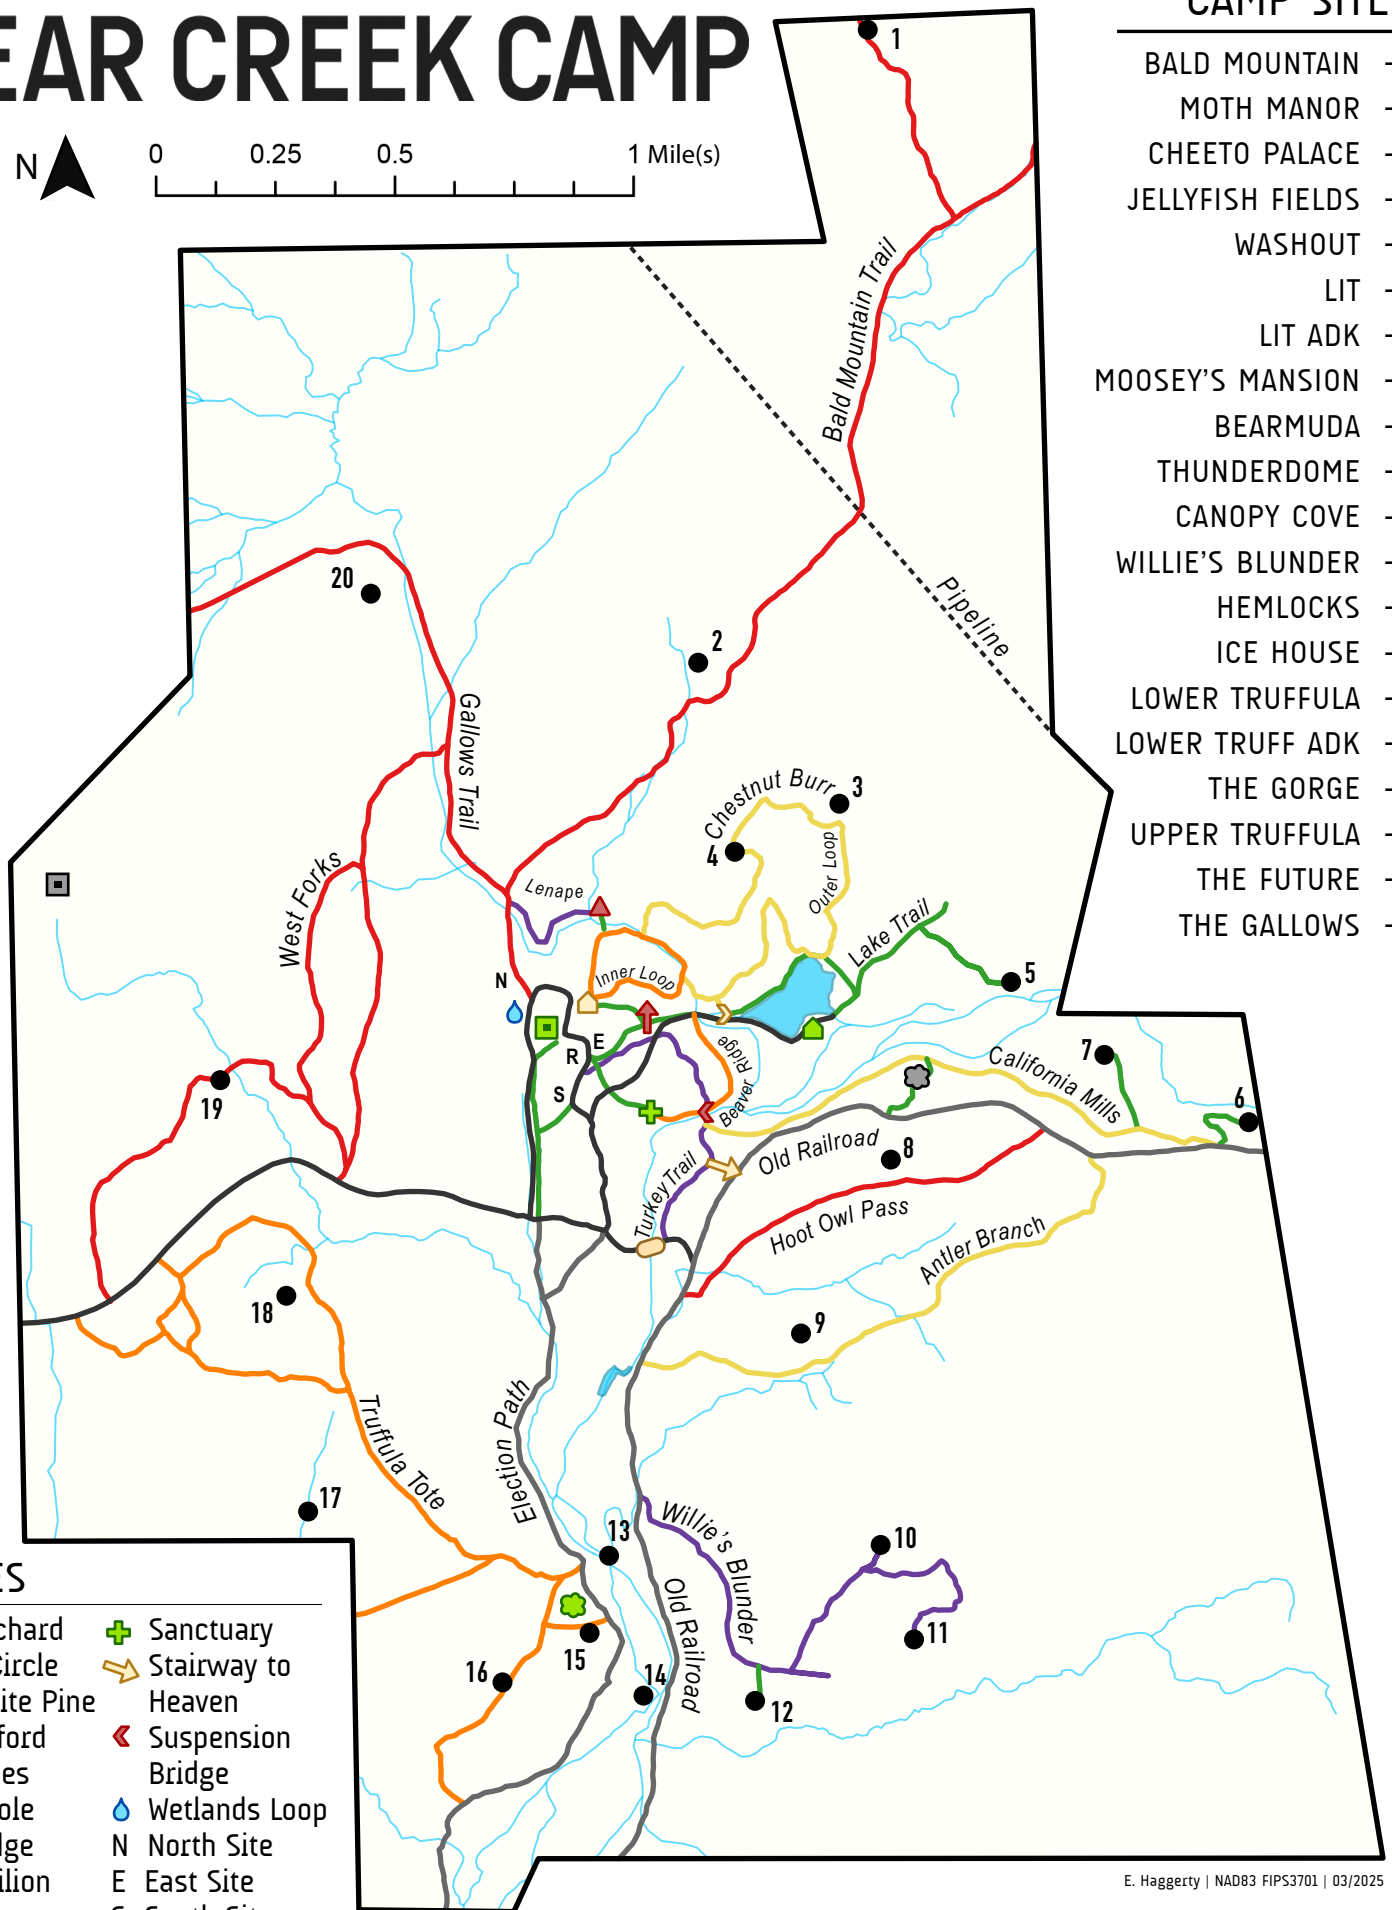 EAR CREEK CAMP
N
0 0.25 0.5 1 Mile(s)
CAMP SITE
BALD MOUNTAIN -
MOTH MANOR -
CHEETO PALACE -
JELLYFISH FIELDS -
WASHOUT -
LIT -
LIT ADK -
MOOSEY'S MANSION -
BEARMUDA -
THUNDERDOME -
CANOPY COVE -
WILLIE'S BLUNDER -
HEMLOCKS -
ICE HOUSE -
LOWER TRUFFULA -
LOWER TRUFF ADK -
THE GORGE -
UPPER TRUFFULA -
THE FUTURE -
THE GALLOWS -
1
Bald Mountain Trail
20
Pipeline
2
Gallows Trail
Chestnut Burr
3
4
Outer Loop
West Forks
Lenape
Lake Trail
Inner Loop
N
5
E
R
S
Beaver Ridge
California Mills
7
6
19
Old Railroad
8
Turkey Trail
Hoot Owl Pass
Antler Branch
18
9
Truffula Tote
Election Path
17
13
Willie's Blunder
10
Old Railroad
11
15
16
14
12
ES
chard
Circle
ite Pine
ford
es
ole
dge
ilion
Sanctuary
Stairway to
Heaven
Suspension
Bridge
Wetlands Loop
N North Site
E East Site
S South Site
E. Haggerty | NAD83 FIPS3701 | 03/2025